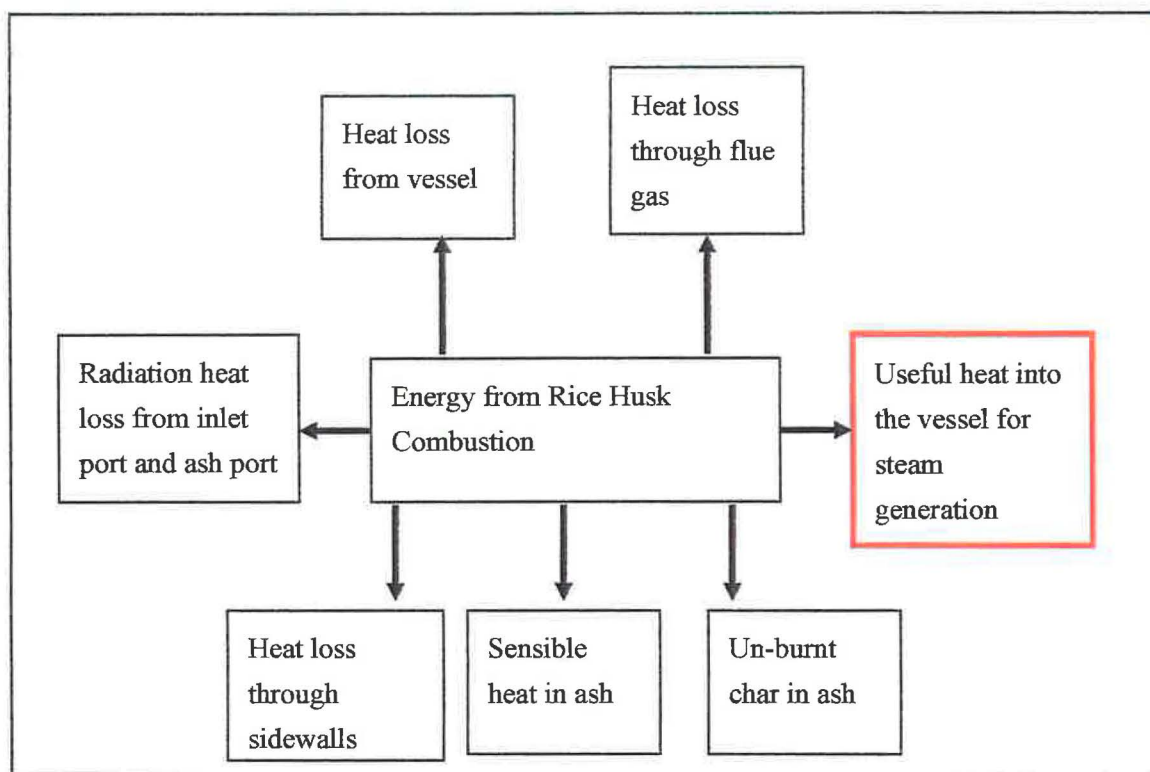 Heat loss
from vessel
Heat loss
through flue
gas
Radiation heat
loss from inlet
port and ash port
Energy from Rice Husk
Combustion
Useful heat into
the vessel for
steam
generation
Heat loss
through
sidewalls
Sensible
heat in ash
Un-burnt
char in ash